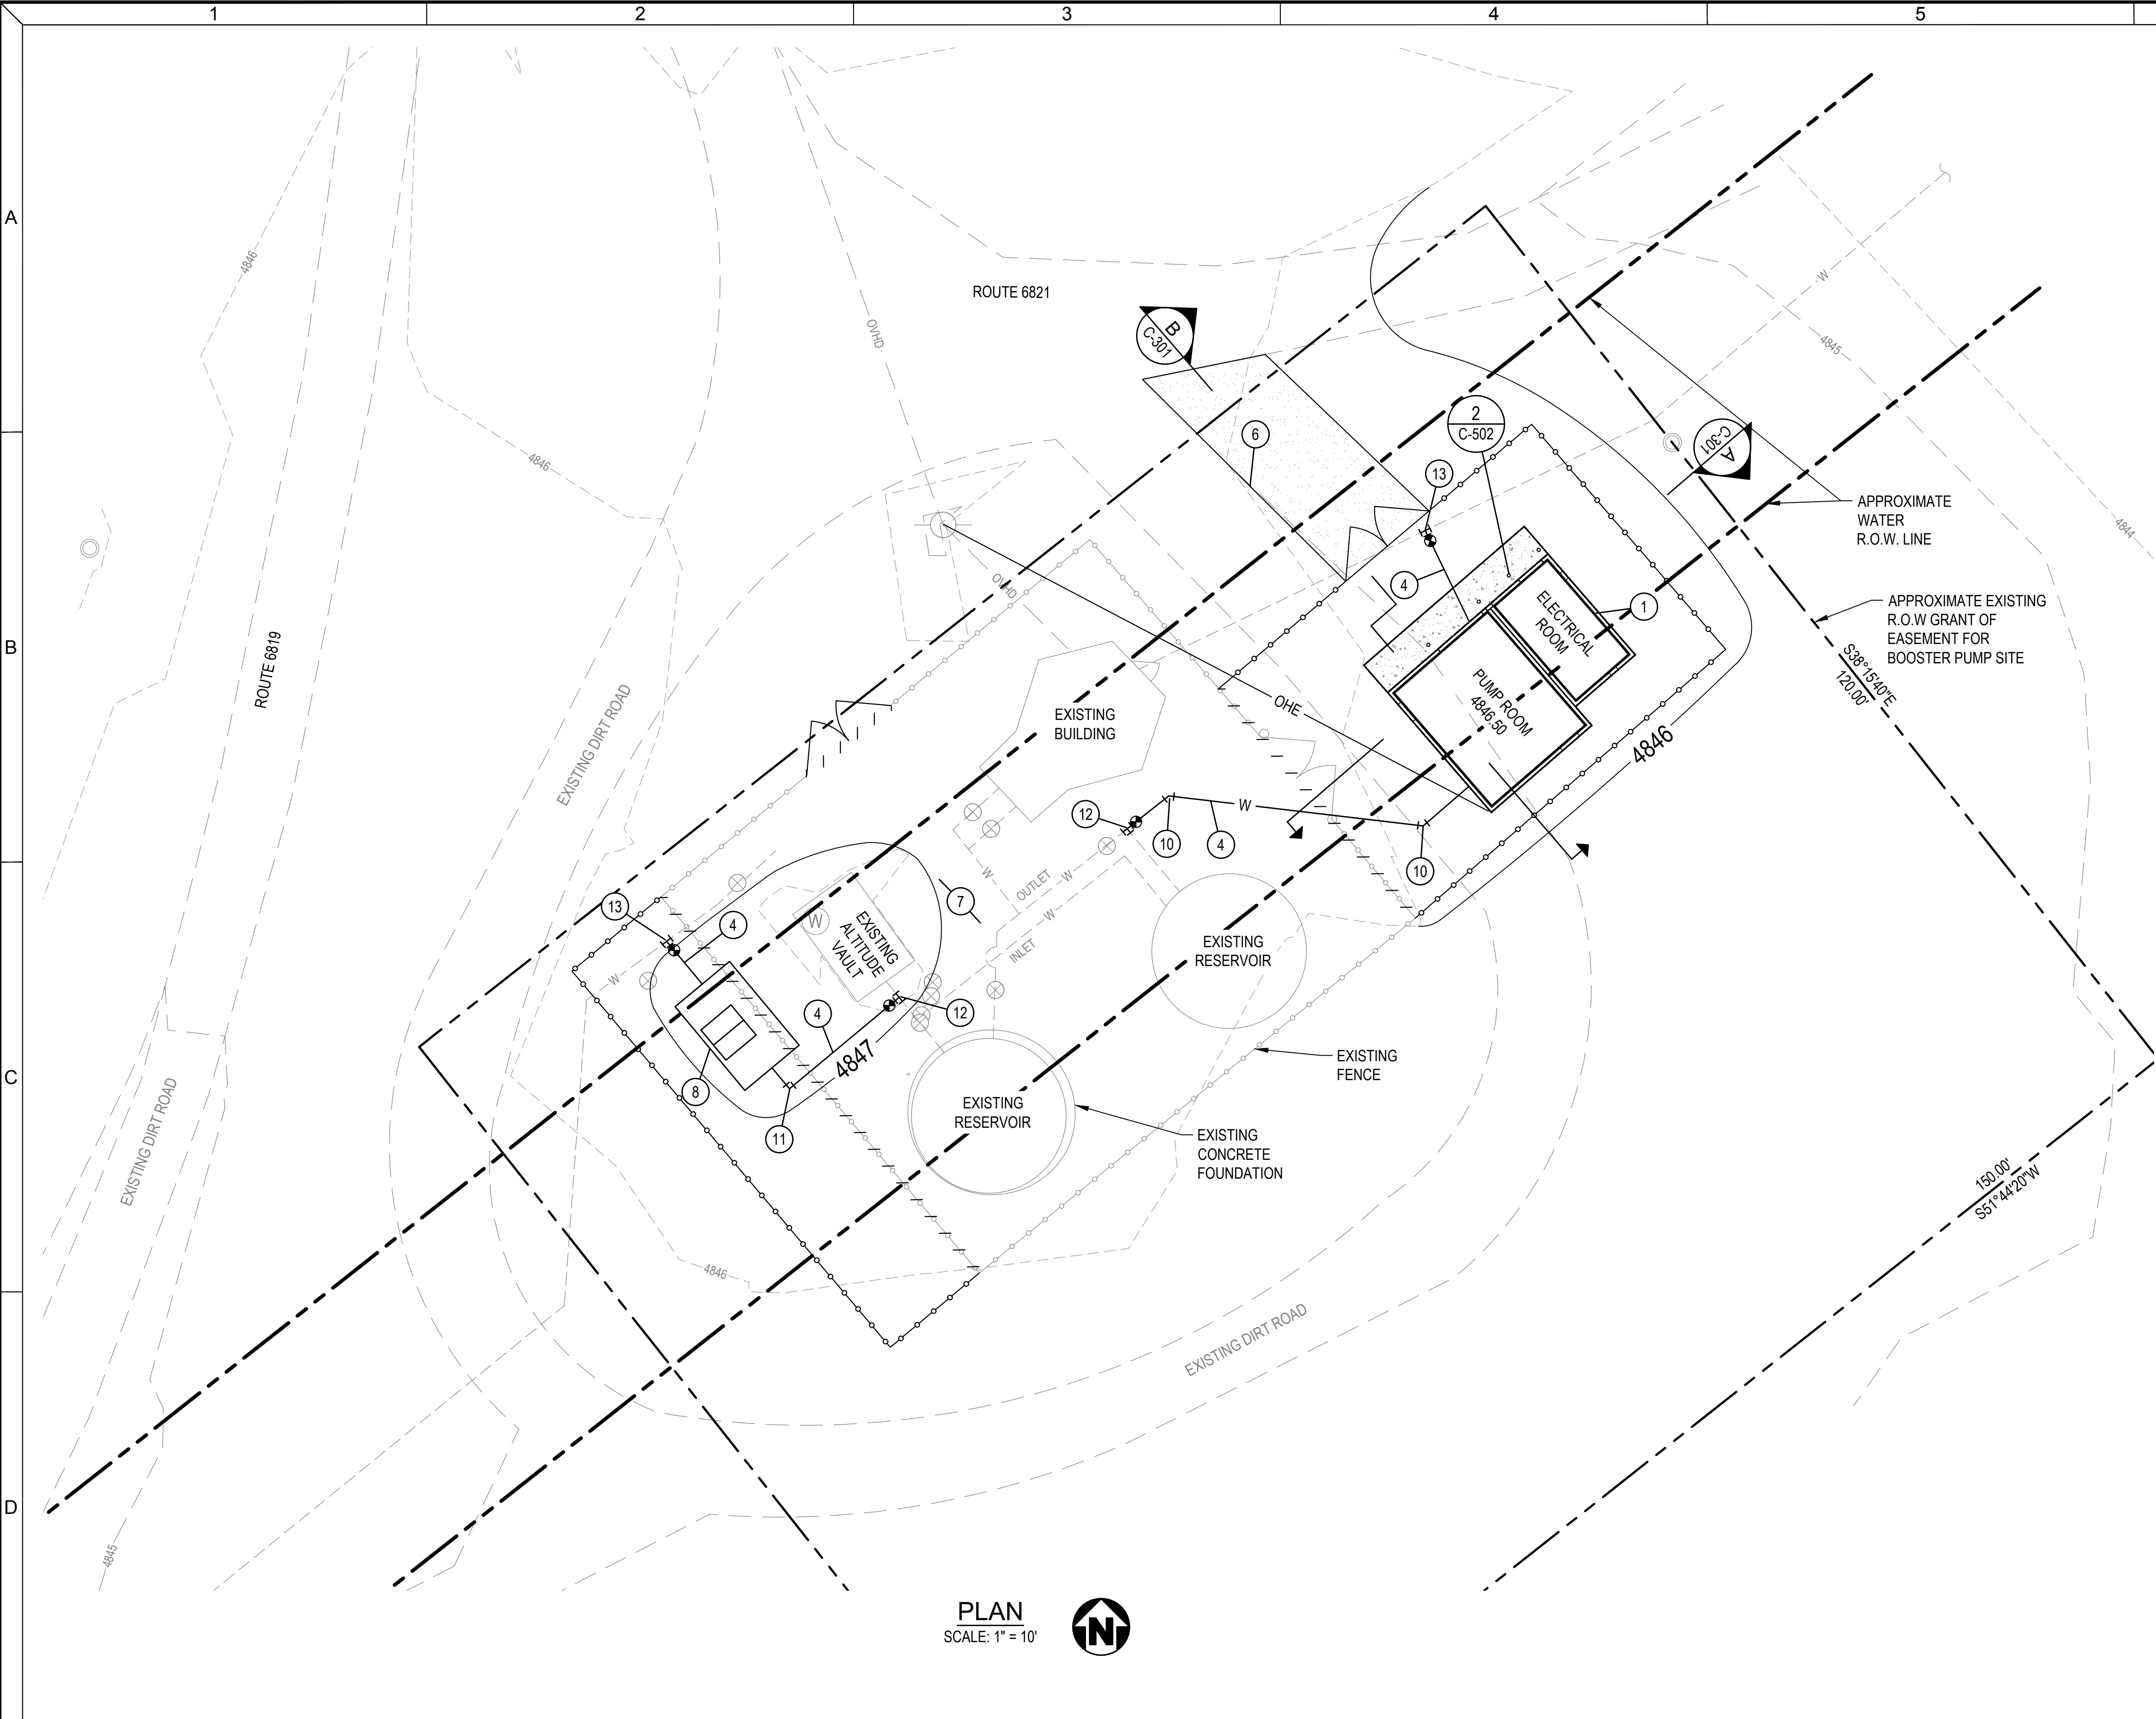 1
2
3
4
5
A
B
C
D
4846
ROUTE 6821
OVHD
B
C-301
W
4845
2
C-502
6
13
C-301
A
4846
APPROXIMATE
WATER
R.O.W. LINE
4844
4
OVHD
ELECTRICAL
ROOM
1
APPROXIMATE EXISTING
R.O.W GRANT OF
EASEMENT FOR
BOOSTER PUMP SITE
ROUTE 6819
S38°15'40"E
120.00'
EXISTING DIRT ROAD
EXISTING
BUILDING
OHE
PUMP ROOM
4846.50
4846
12
10
4
W
10
W
OUTLET
W
W
INLET
7
13
4
W
EXISTING
ALTITUDE
VAULT
EXISTING
RESERVOIR
W
4
12
4847
8
11
EXISTING
RESERVOIR
EXISTING
FENCE
EXISTING
CONCRETE
FOUNDATION
EXISTING DIRT ROAD
150.00'
S51°44'20"W
4846
EXISTING DIRT ROAD
4845
PLAN
SCALE: 1" = 10'
N